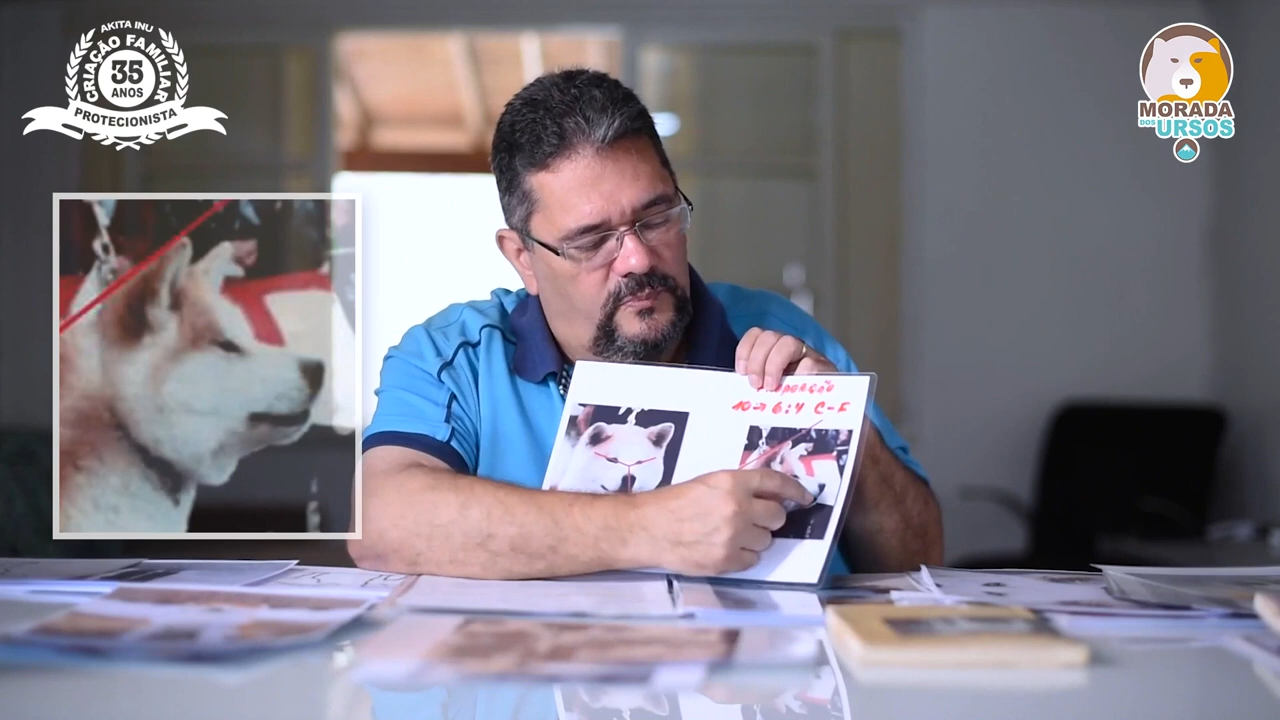 AKITA INU
CRIAÇÃO FAMILIAR
35
ANOS
PROTECIONISTA
MORADA
DOS URSOS
10 → 6:4 C-F